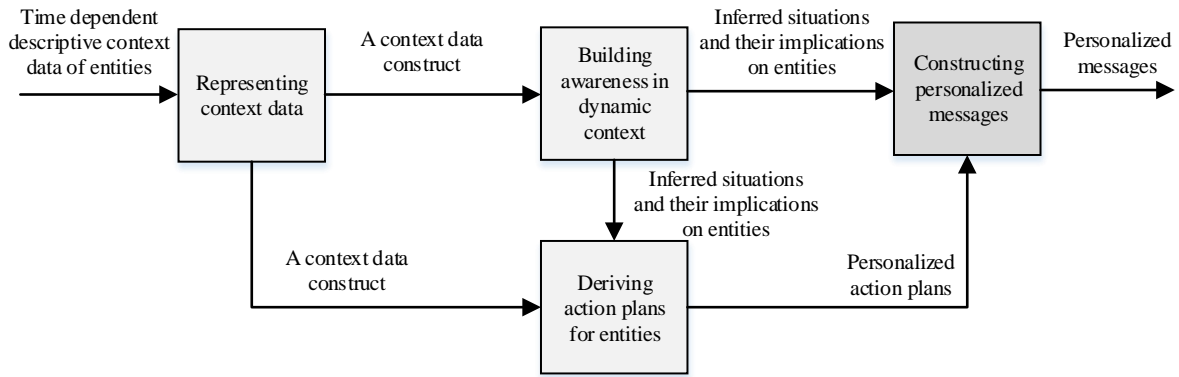 Time dependent
descriptive context
data of entities
Representing
context data
A context data
construct
Building
awareness in
dynamic
context
Inferred situations
and their implications
on entities
Constructing
personalized
messages
Personalized
messages
Inferred situations
and their implications
on entities
A context data
construct
Deriving
action plans
for entities
Personalized
action plans